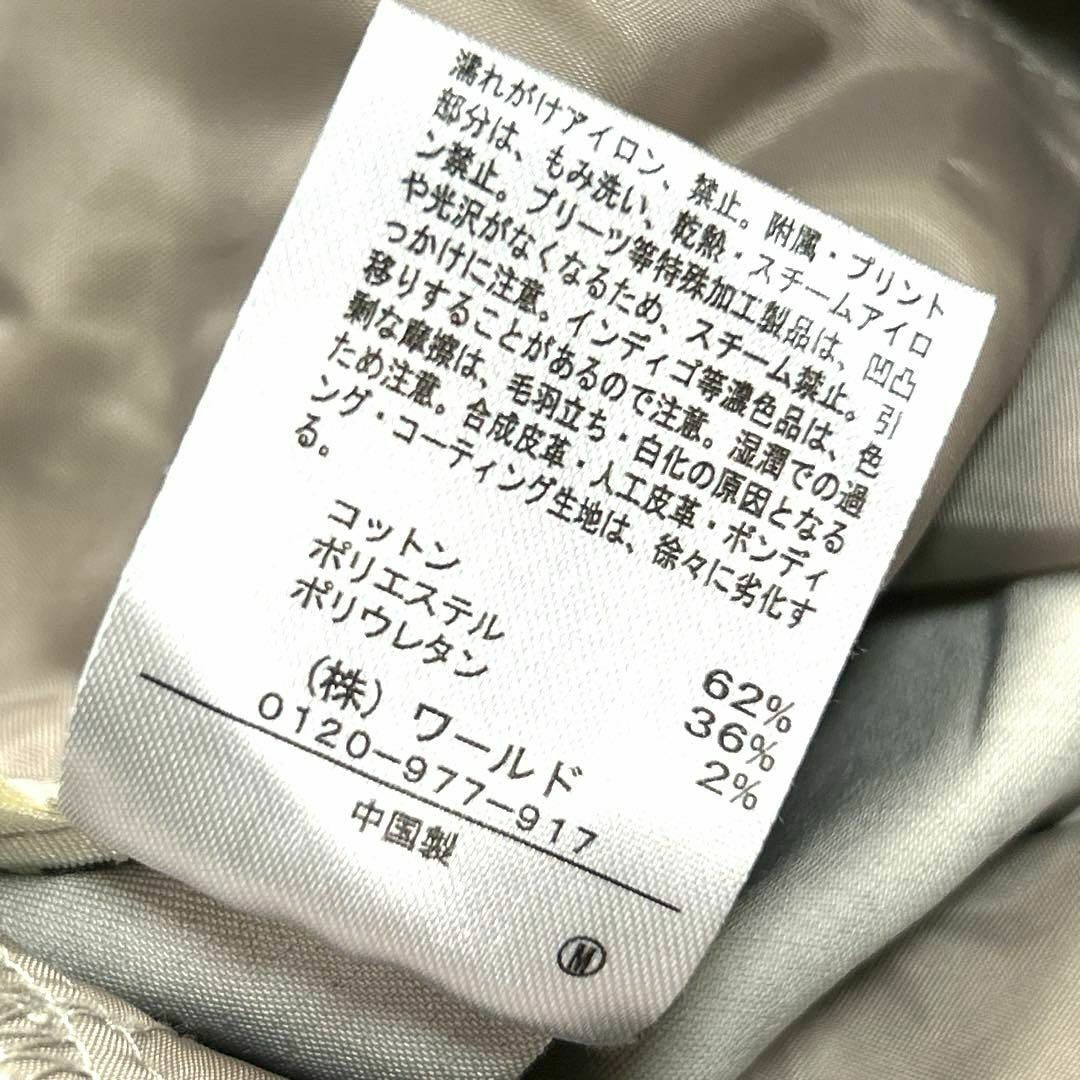 濡れがけアイロン、禁止。附属・プリント
部分は、もみ洗い、乾熱・スチームアイロ
ン禁止。プリーツ等特殊加工製品は、凹凸
や光沢がなくなるため、スチーム禁止。引
っかけに注意。インディゴ等濃色品は、色
移りすることがあるので注意。湿潤での過
剰な摩擦は、毛羽立ち・白化の原因となる
ため注意。合成皮革・人工皮革・ボンディ
ング・コーティング生地は、徐々に劣化す
る。
コットン 62%
ポリエステル 36%
ポリウレタン 2%
(株) ワールド
0120-977-917
中国製
M